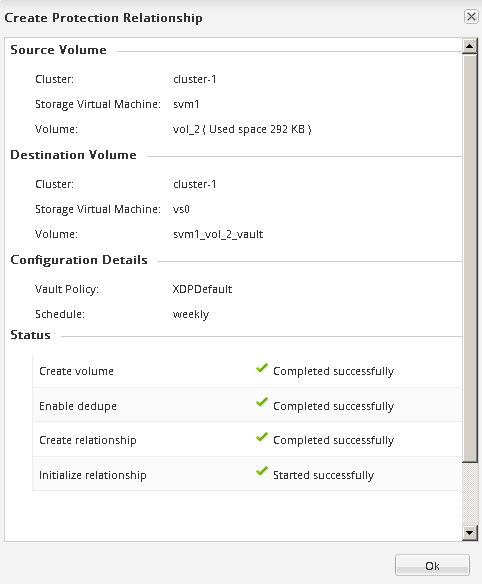 Create Protection Relationship
Source Volume
Cluster: cluster-1
Storage Virtual Machine: svm1
Volume: vol_2 ( Used space 292 KB )
Destination Volume
Cluster: cluster-1
Storage Virtual Machine: vs0
Volume: svm1_vol_2_vault
Configuration Details
Vault Policy: XDPDefault
Schedule: weekly
Status
Create volume Completed successfully
Enable dedupe Completed successfully
Create relationship Completed successfully
Initialize relationship Started successfully
Ok